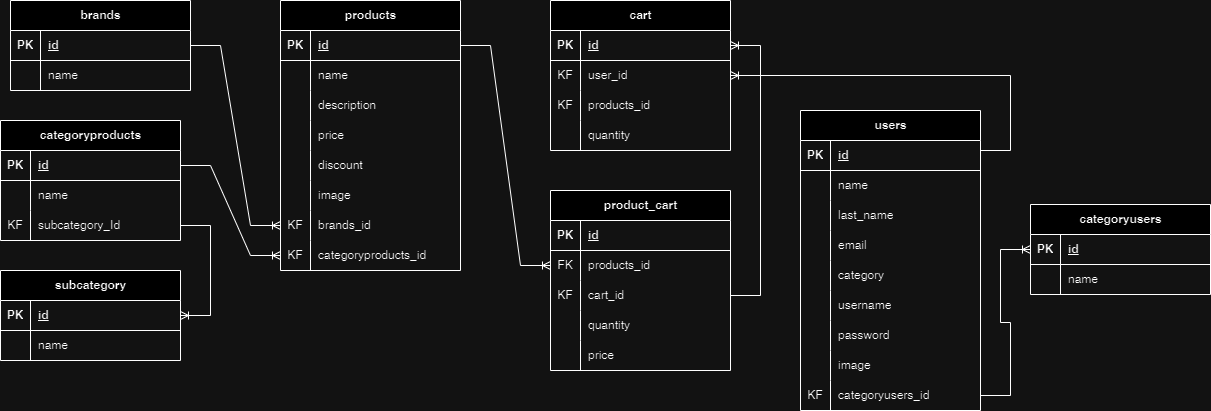 brands
PK id
name
categoryproducts
PK id
name
KF subcategory_Id
subcategory
PK id
name
products
PK id
name
description
price
discount
image
KF brands_id
KF categoryproducts_id
cart
PK id
KF user_id
KF products_id
quantity
product_cart
PK id
FK products_id
KF cart_id
quantity
price
users
PK id
name
last_name
email
category
username
password
image
KF categoryusers_id
categoryusers
PK id
name